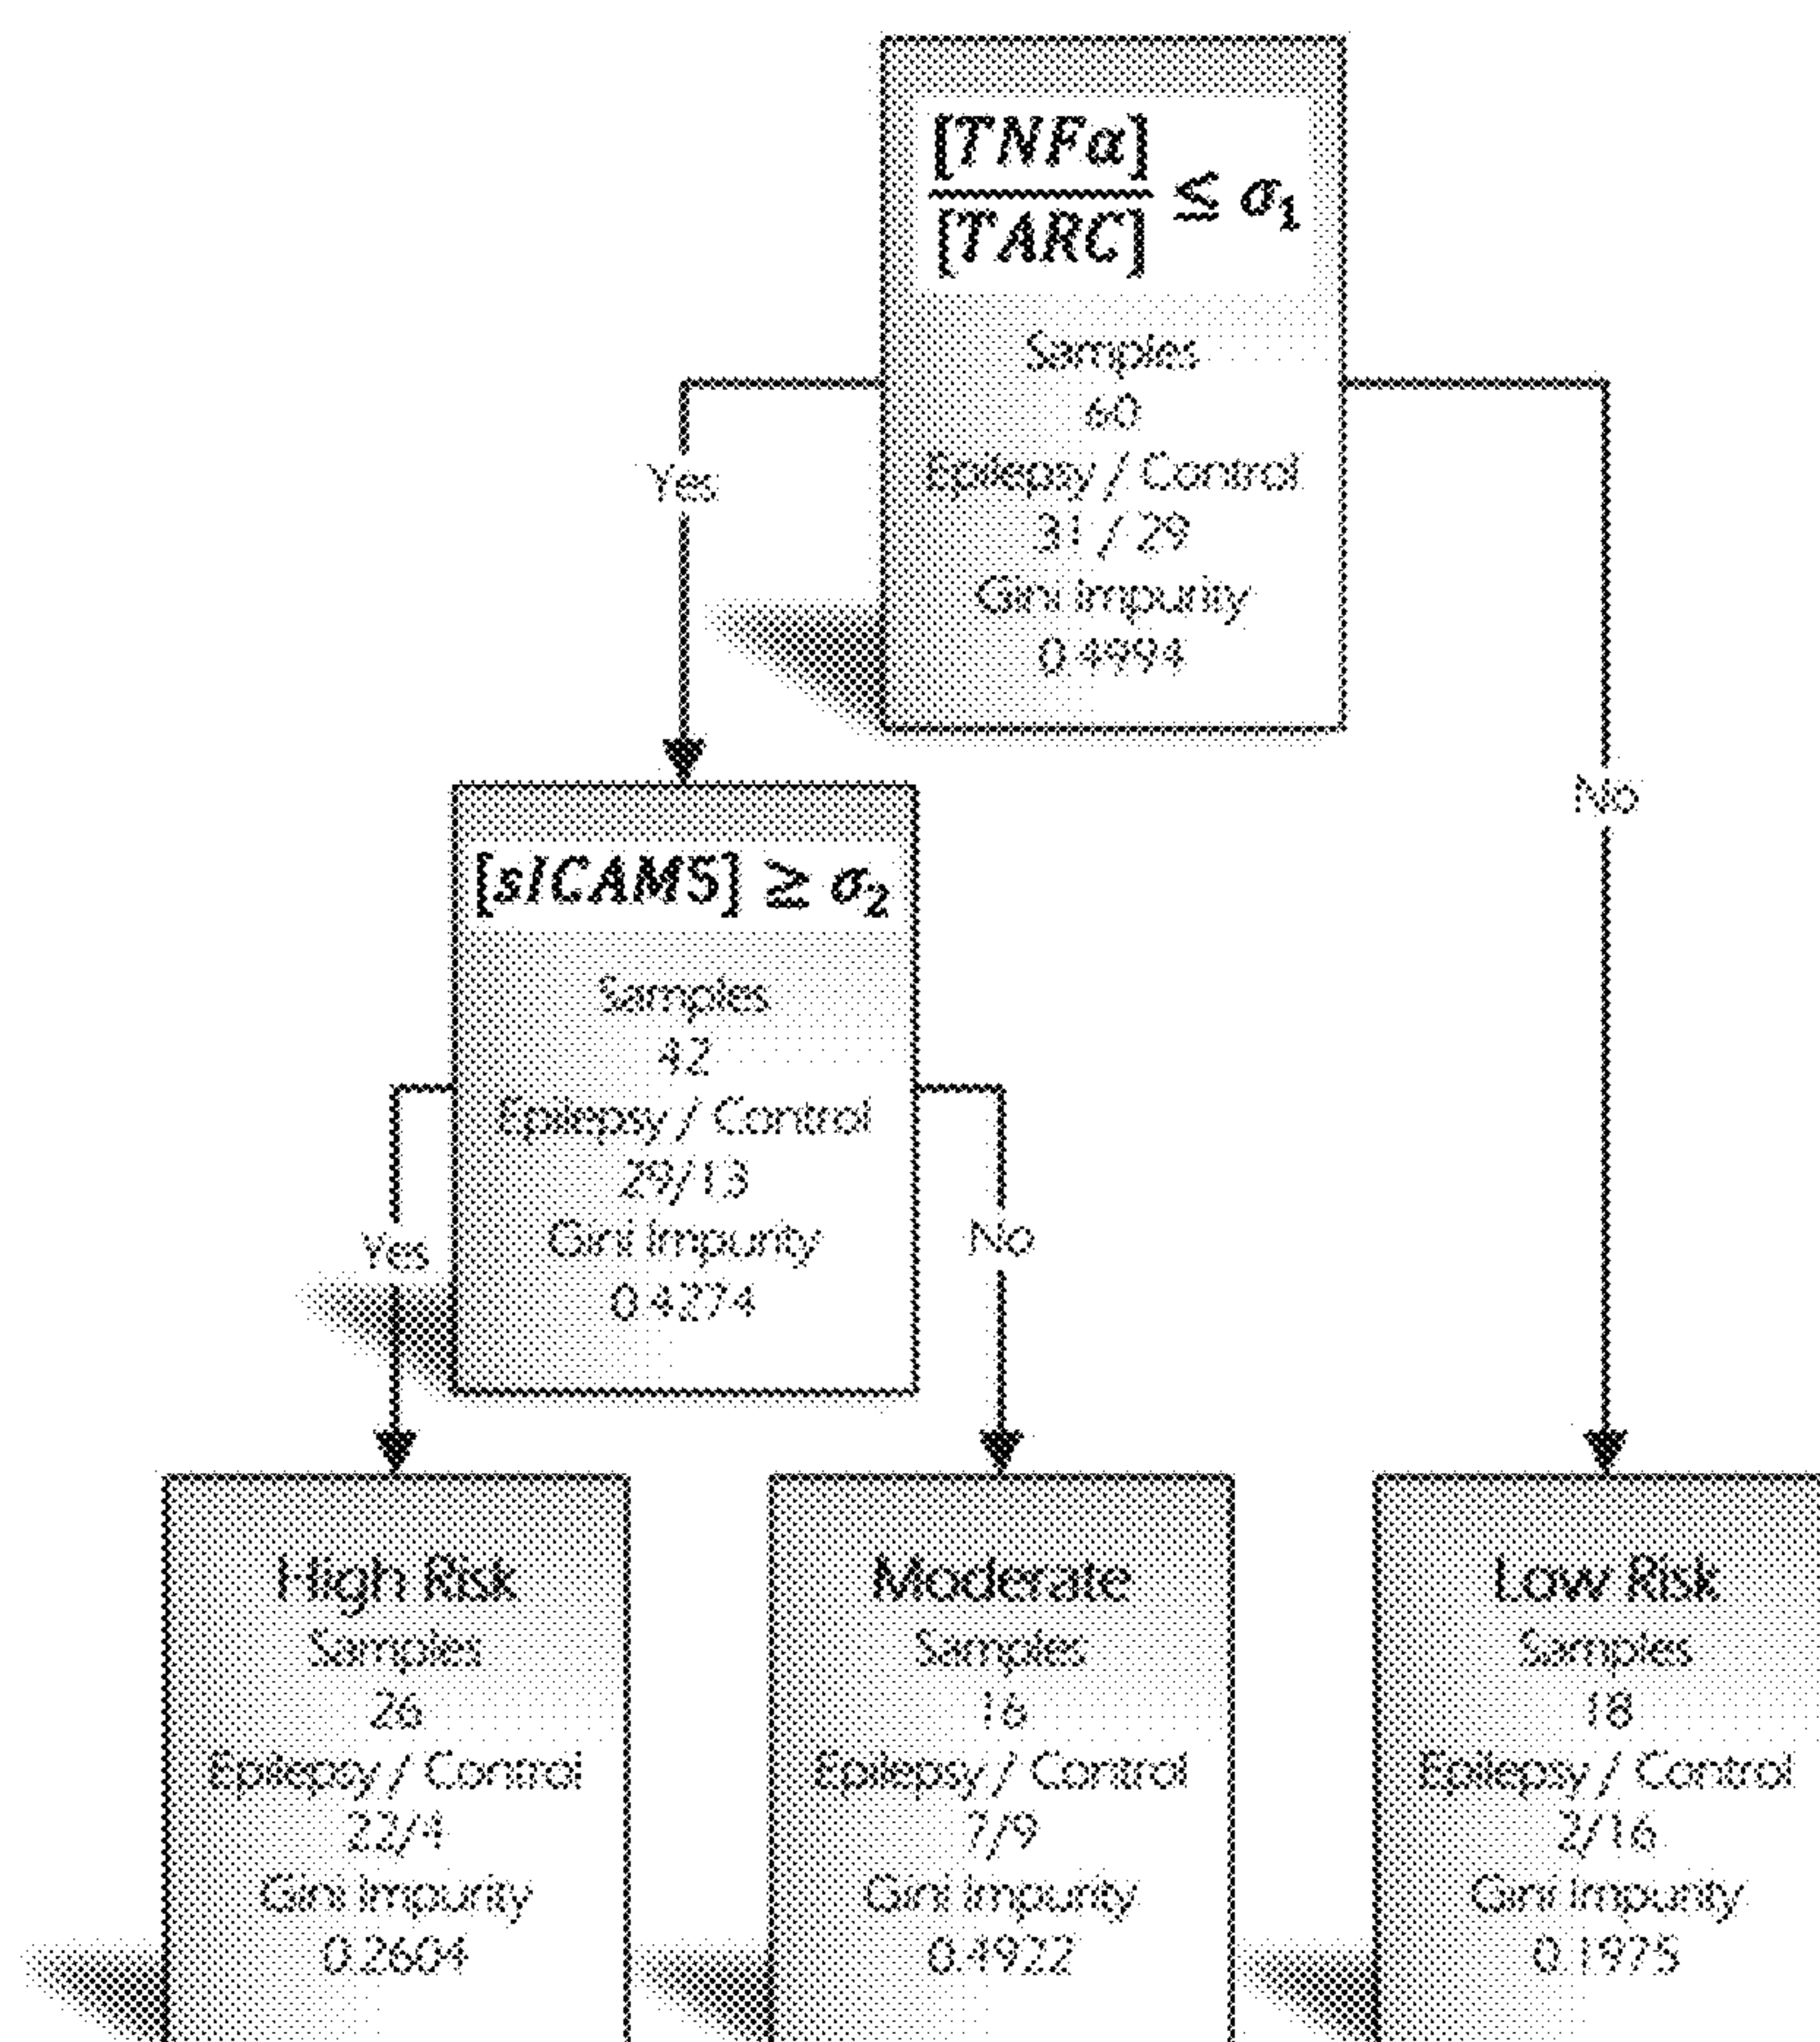 [TNFα]
[TARC]
≤ σ₁
Samples
60
Epilepsy / Control
31 / 29
Gini Impurity
0.4994
Yes
No
[sICAM5] ≥ σ₂
Samples
42
Epilepsy / Control
29/13
Gini Impurity
0.4274
Yes
No
High Risk
Samples
26
Epilepsy / Control
22/4
Gini Impurity
0.2604
Moderate
Samples
16
Epilepsy / Control
7/9
Gini Impurity
0.4922
Low Risk
Samples
18
Epilepsy / Control
2/16
Gini Impurity
0.1975